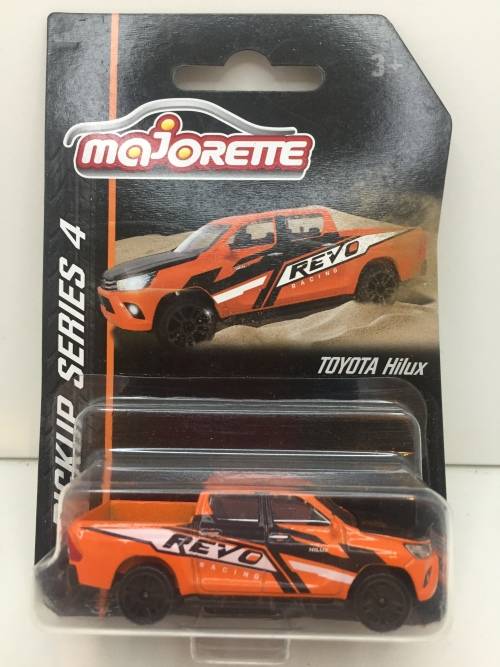 3+
majorette
PICKUP SERIES 4
REVO
RACING
TOYOTA Hilux
REVO
RACING
HILUX